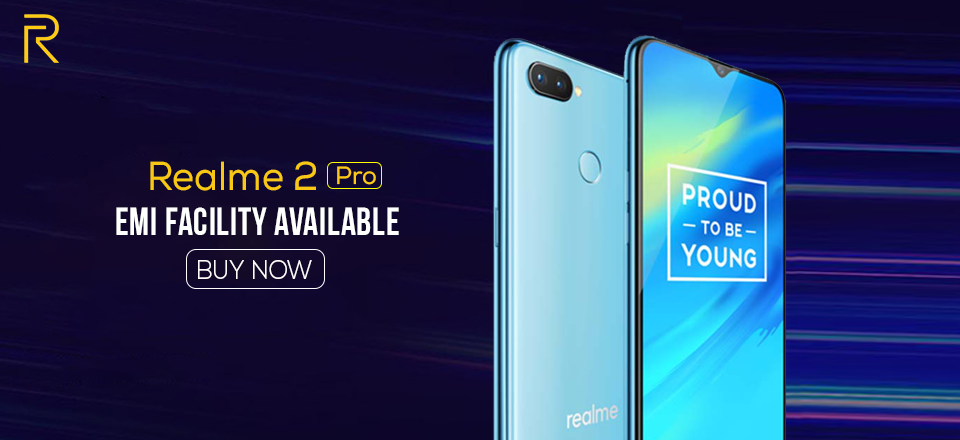 R
Realme 2 Pro
EMI FACILITY AVAILABLE
BUY NOW
realme
PROUD
– TO BE –
YOUNG